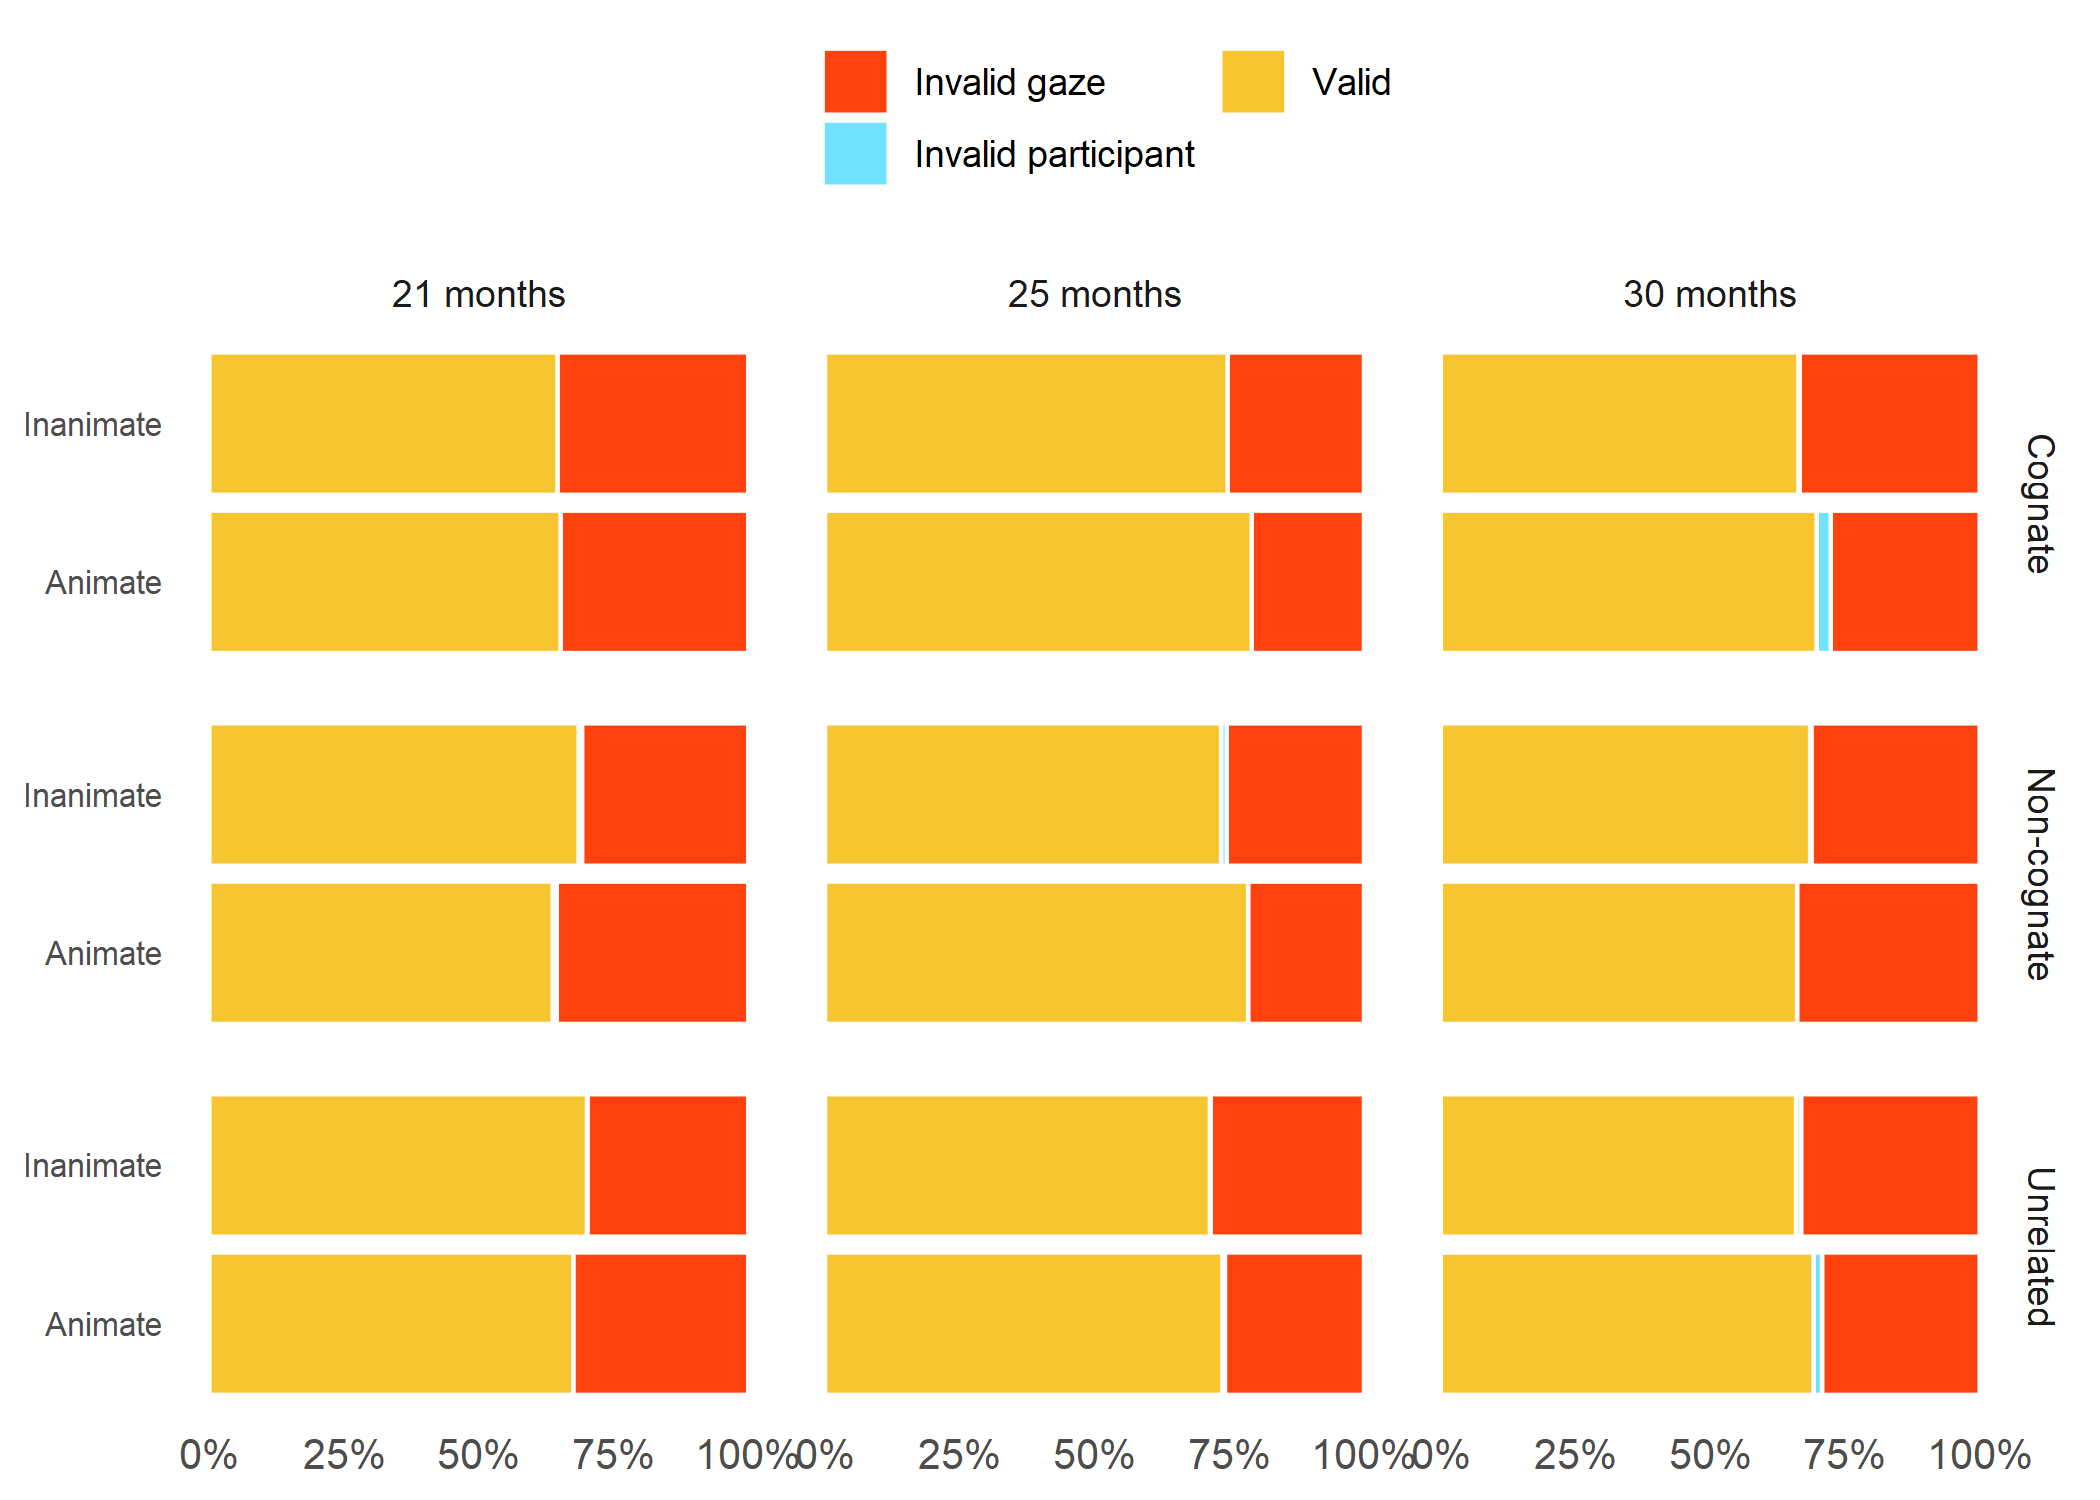 Invalid gaze
Valid
Invalid participant
21 months
25 months
30 months
Inanimate
Animate
Cognate
Inanimate
Animate
Non-cognate
Inanimate
Animate
Unrelated
0% 25% 50% 75% 100%
0% 25% 50% 75% 100%
0% 25% 50% 75% 100%